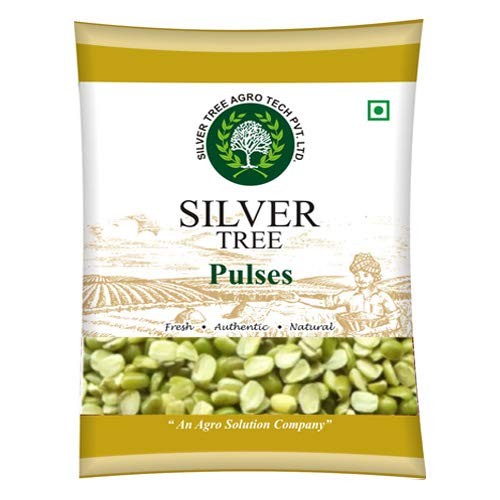 SILVER TREE AGRO TECH PVT. LTD.
SILVER
TREE
Pulses
Fresh • Authentic • Natural
" An Agro Solution Company"